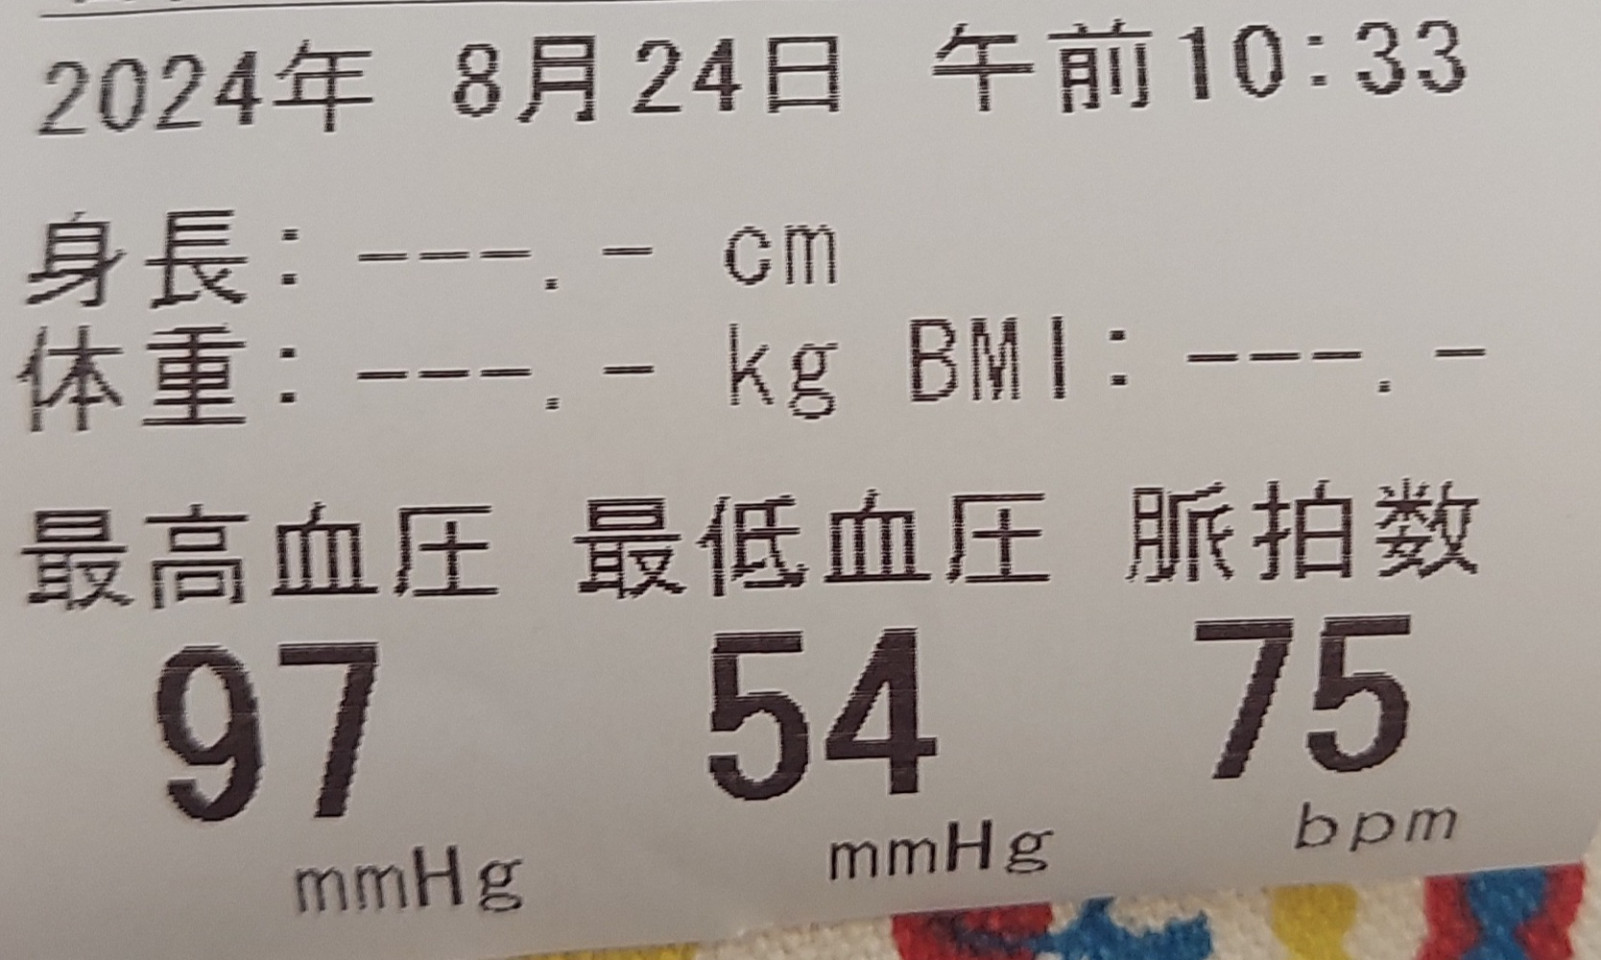 2024年 8月24日 午前10:33
身長:---.- cm
体重:---.- kg BMI:---.-
最高血圧 最低血圧 脈拍数
97 54 75
mmHg mmHg bpm